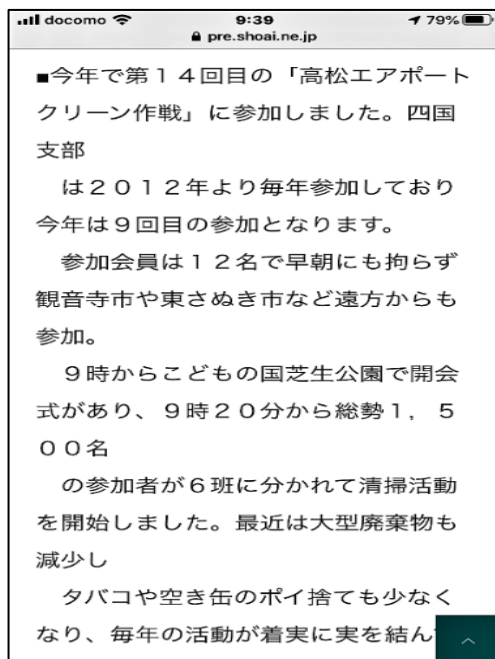 docomo 9:39 79%
pre.shoai.ne.jp
■今年で第１４回目の「高松エアポート
クリーン作戦」に参加しました。四国
支部
　は２０１２年より毎年参加しており
今年は９回目の参加となります。
　参加会員は１２名で早朝にも拘らず
観音寺市や東さぬき市など遠方からも
参加。
　９時からこどもの国芝生公園で開会
式があり、９時２０分から総勢１，５
００名
　の参加者が６班に分かれて清掃活動
を開始しました。最近は大型廃棄物も
減少し
　タバコや空き缶のポイ捨ても少なく
なり、毎年の活動が着実に実を結ん